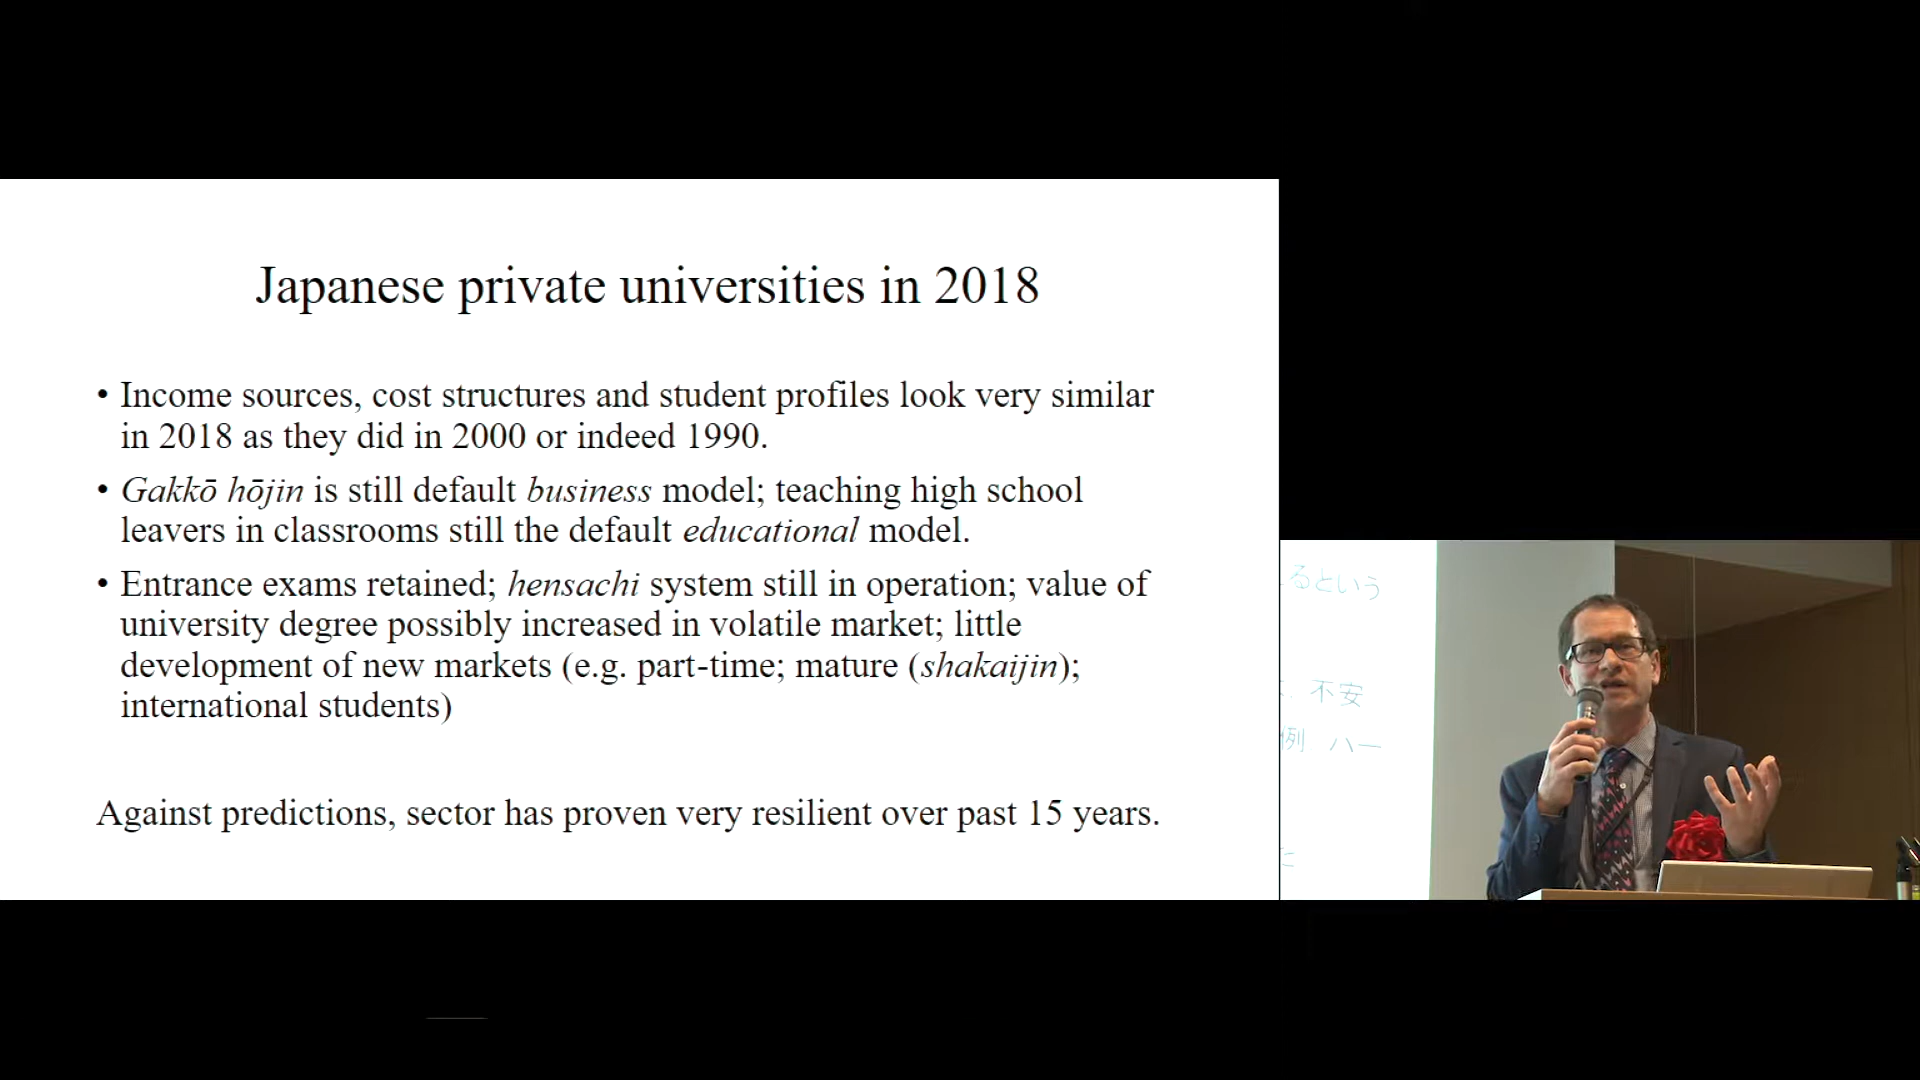 Japanese private universities in 2018
• Income sources, cost structures and student profiles look very similar
in 2018 as they did in 2000 or indeed 1990.
• Gakkō hōjin is still default business model; teaching high school
leavers in classrooms still the default educational model.
• Entrance exams retained; hensachi system still in operation; value of
university degree possibly increased in volatile market; little
development of new markets (e.g. part-time; mature (shakaijin);
international students)
Against predictions, sector has proven very resilient over past 15 years.
るという
不安
例 ハー